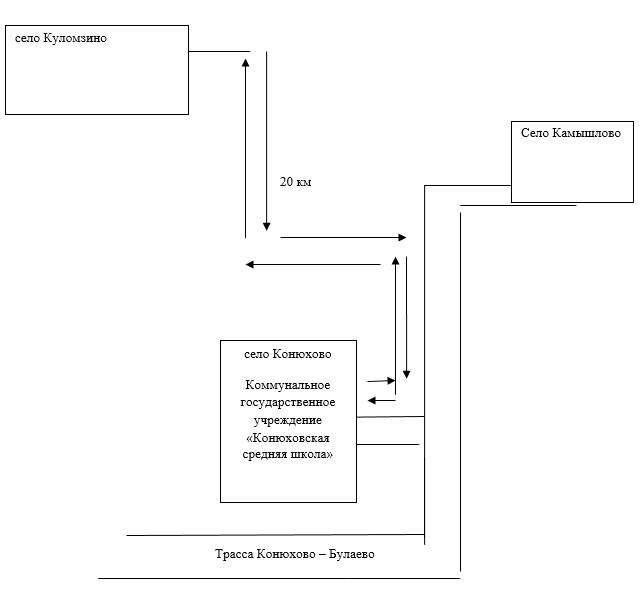 село Куломзино
Село Камышлово
20 км
село Конюхово
Коммунальное
государственное
учреждение
«Конюховская
средняя школа»
Трасса Конюхово – Булаево